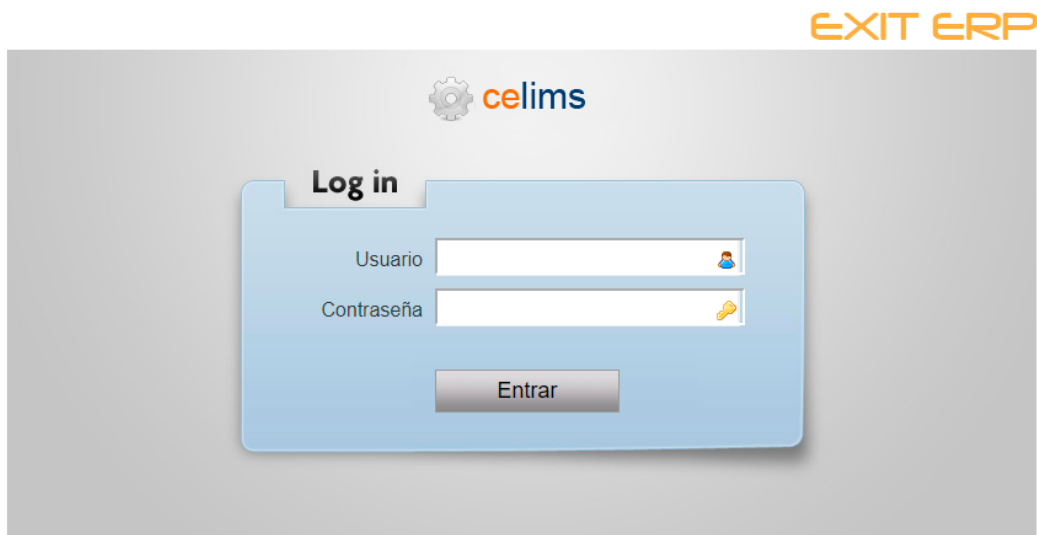 EXIT ERP
celims
Log in
Usuario
Contraseña
Entrar